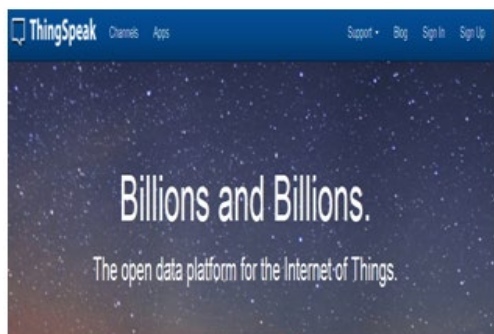 ThingSpeak Channels Apps Support Blog Sign In Sign Up
Billions and Billions.
The open data platform for the Internet of Things.